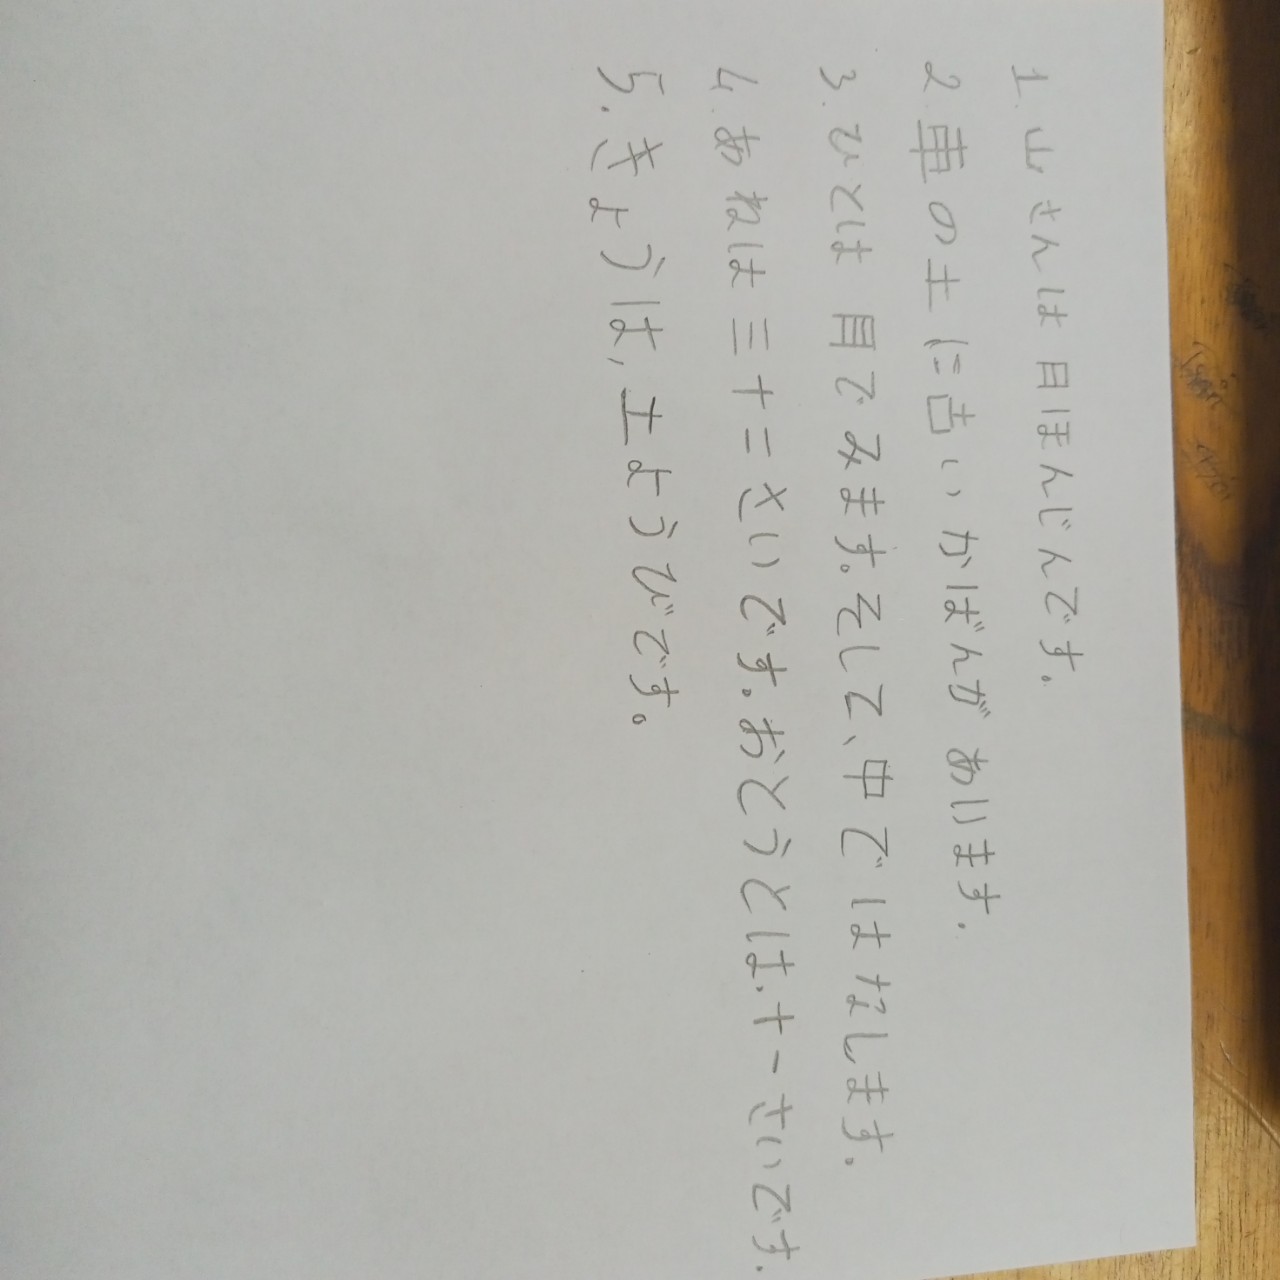 1. 山さんは日ほんじんです。
2. 車の土に古いかばんがあります.
3. ひとは目でみます。そして、中ではなします.
4. あねは三十二さいです。おとうとは、十一さいです.
5. きようは, 土ようびです。